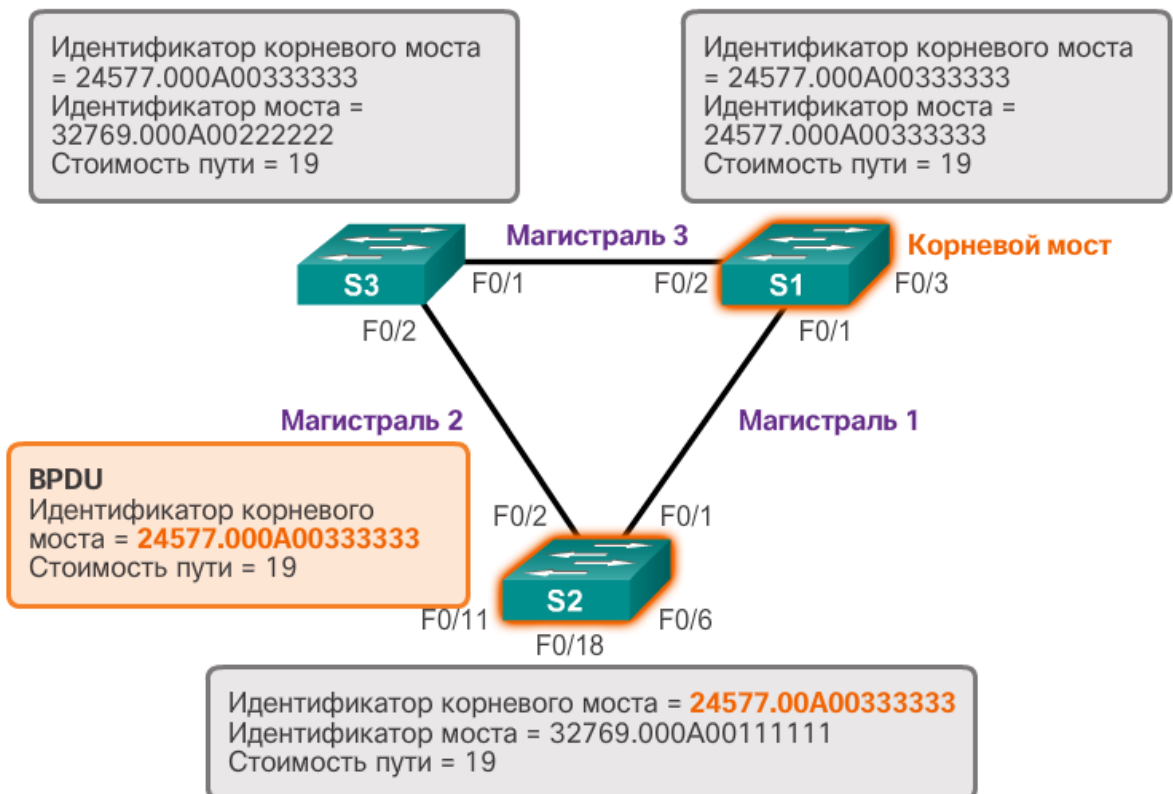 Идентификатор корневого моста
= 24577.000A00333333
Идентификатор моста =
32769.000A00222222
Стоимость пути = 19
Идентификатор корневого моста
= 24577.000A00333333
Идентификатор моста =
24577.000A00333333
Стоимость пути = 19
Магистраль 3
Корневой мост
S3
F0/1
F0/2
S1
F0/3
F0/2
F0/1
Магистраль 2
Магистраль 1
BPDU
Идентификатор корневого
моста = 24577.000A00333333
Стоимость пути = 19
F0/2
F0/1
S2
F0/11
F0/6
F0/18
Идентификатор корневого моста = 24577.00A00333333
Идентификатор моста = 32769.000A00111111
Стоимость пути = 19